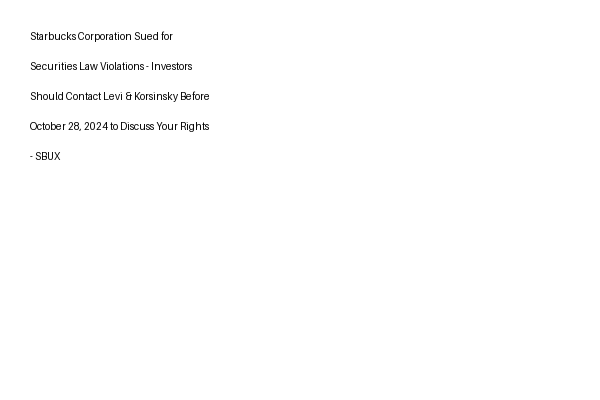 Starbucks Corporation Sued for
Securities Law Violations - Investors
Should Contact Levi & Korsinsky Before
October 28, 2024 to Discuss Your Rights
- SBUX